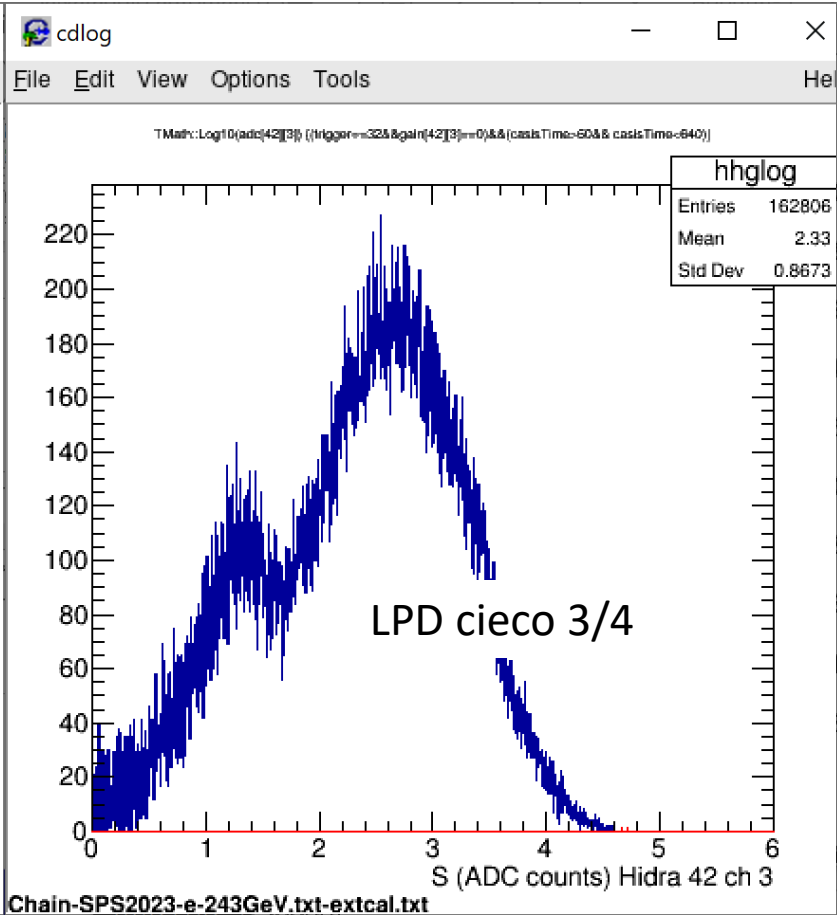 cdlog
File Edit View Options Tools Hel
TMath::Log10(adc[42][3]) {(trigger==32&&gain[42][3]==0)&&(casisTime>60&& casisTime<640)}
hhglog
Entries 162806
Mean 2.33
Std Dev 0.8673
220
200
180
160
140
120
100
80
60
40
20
0
LPD cieco 3/4
0 1 2 3 4 5 6
S (ADC counts) Hidra 42 ch 3
Chain-SPS2023-e-243GeV.txt-extcal.txt